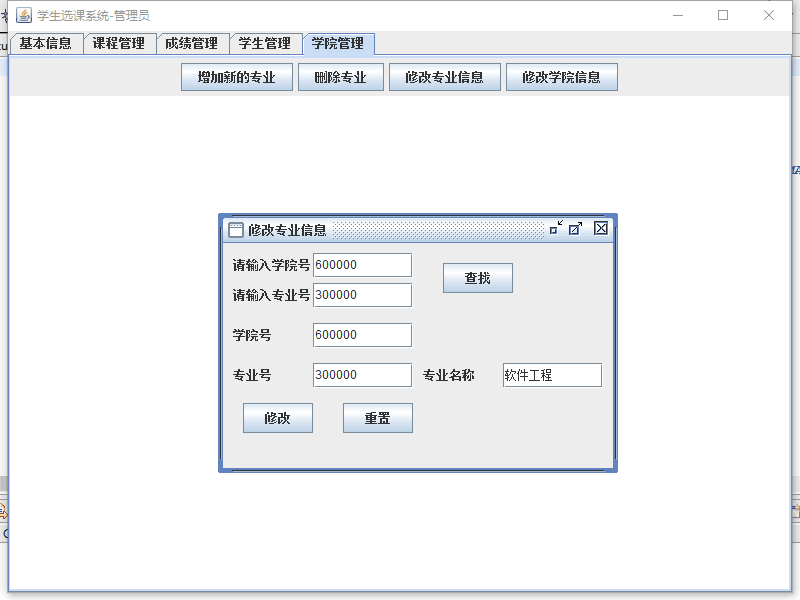 学生选课系统-管理员
基本信息 课程管理 成绩管理 学生管理 学院管理
增加新的专业 删除专业 修改专业信息 修改学院信息
修改专业信息
请输入学院号 600000
查找
请输入专业号 300000
学院号 600000
专业号 300000 专业名称 软件工程
修改 重置